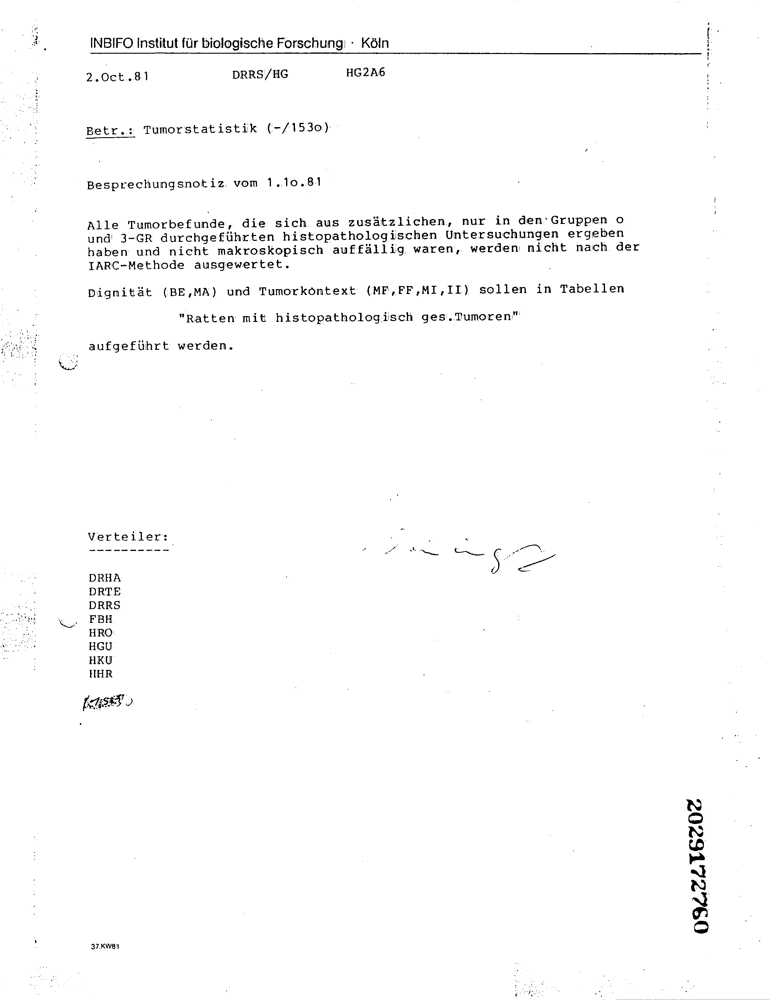 INBIFO Institut für biologische Forschung · Köln
2.Oct.81 DRRS/HG HG2A6
Betr.: Tumorstatistik (-/153o)
Besprechungsnotiz vom 1.1o.81
Alle Tumorbefunde, die sich aus zusätzlichen, nur in den Gruppen o
und 3-GR durchgeführten histopathologischen Untersuchungen ergeben
haben und nicht makroskopisch auffällig waren, werden nicht nach der
IARC-Methode ausgewertet.
Dignität (BE,MA) und Tumorkontext (MF,FF,MI,II) sollen in Tabellen
"Ratten mit histopathologisch ges.Tumoren"
aufgeführt werden.
Verteiler:
----------
DRHA
DRTE
DRRS
FBH
HRO
HGU
HKU
HHR
37.KW81
2029172760